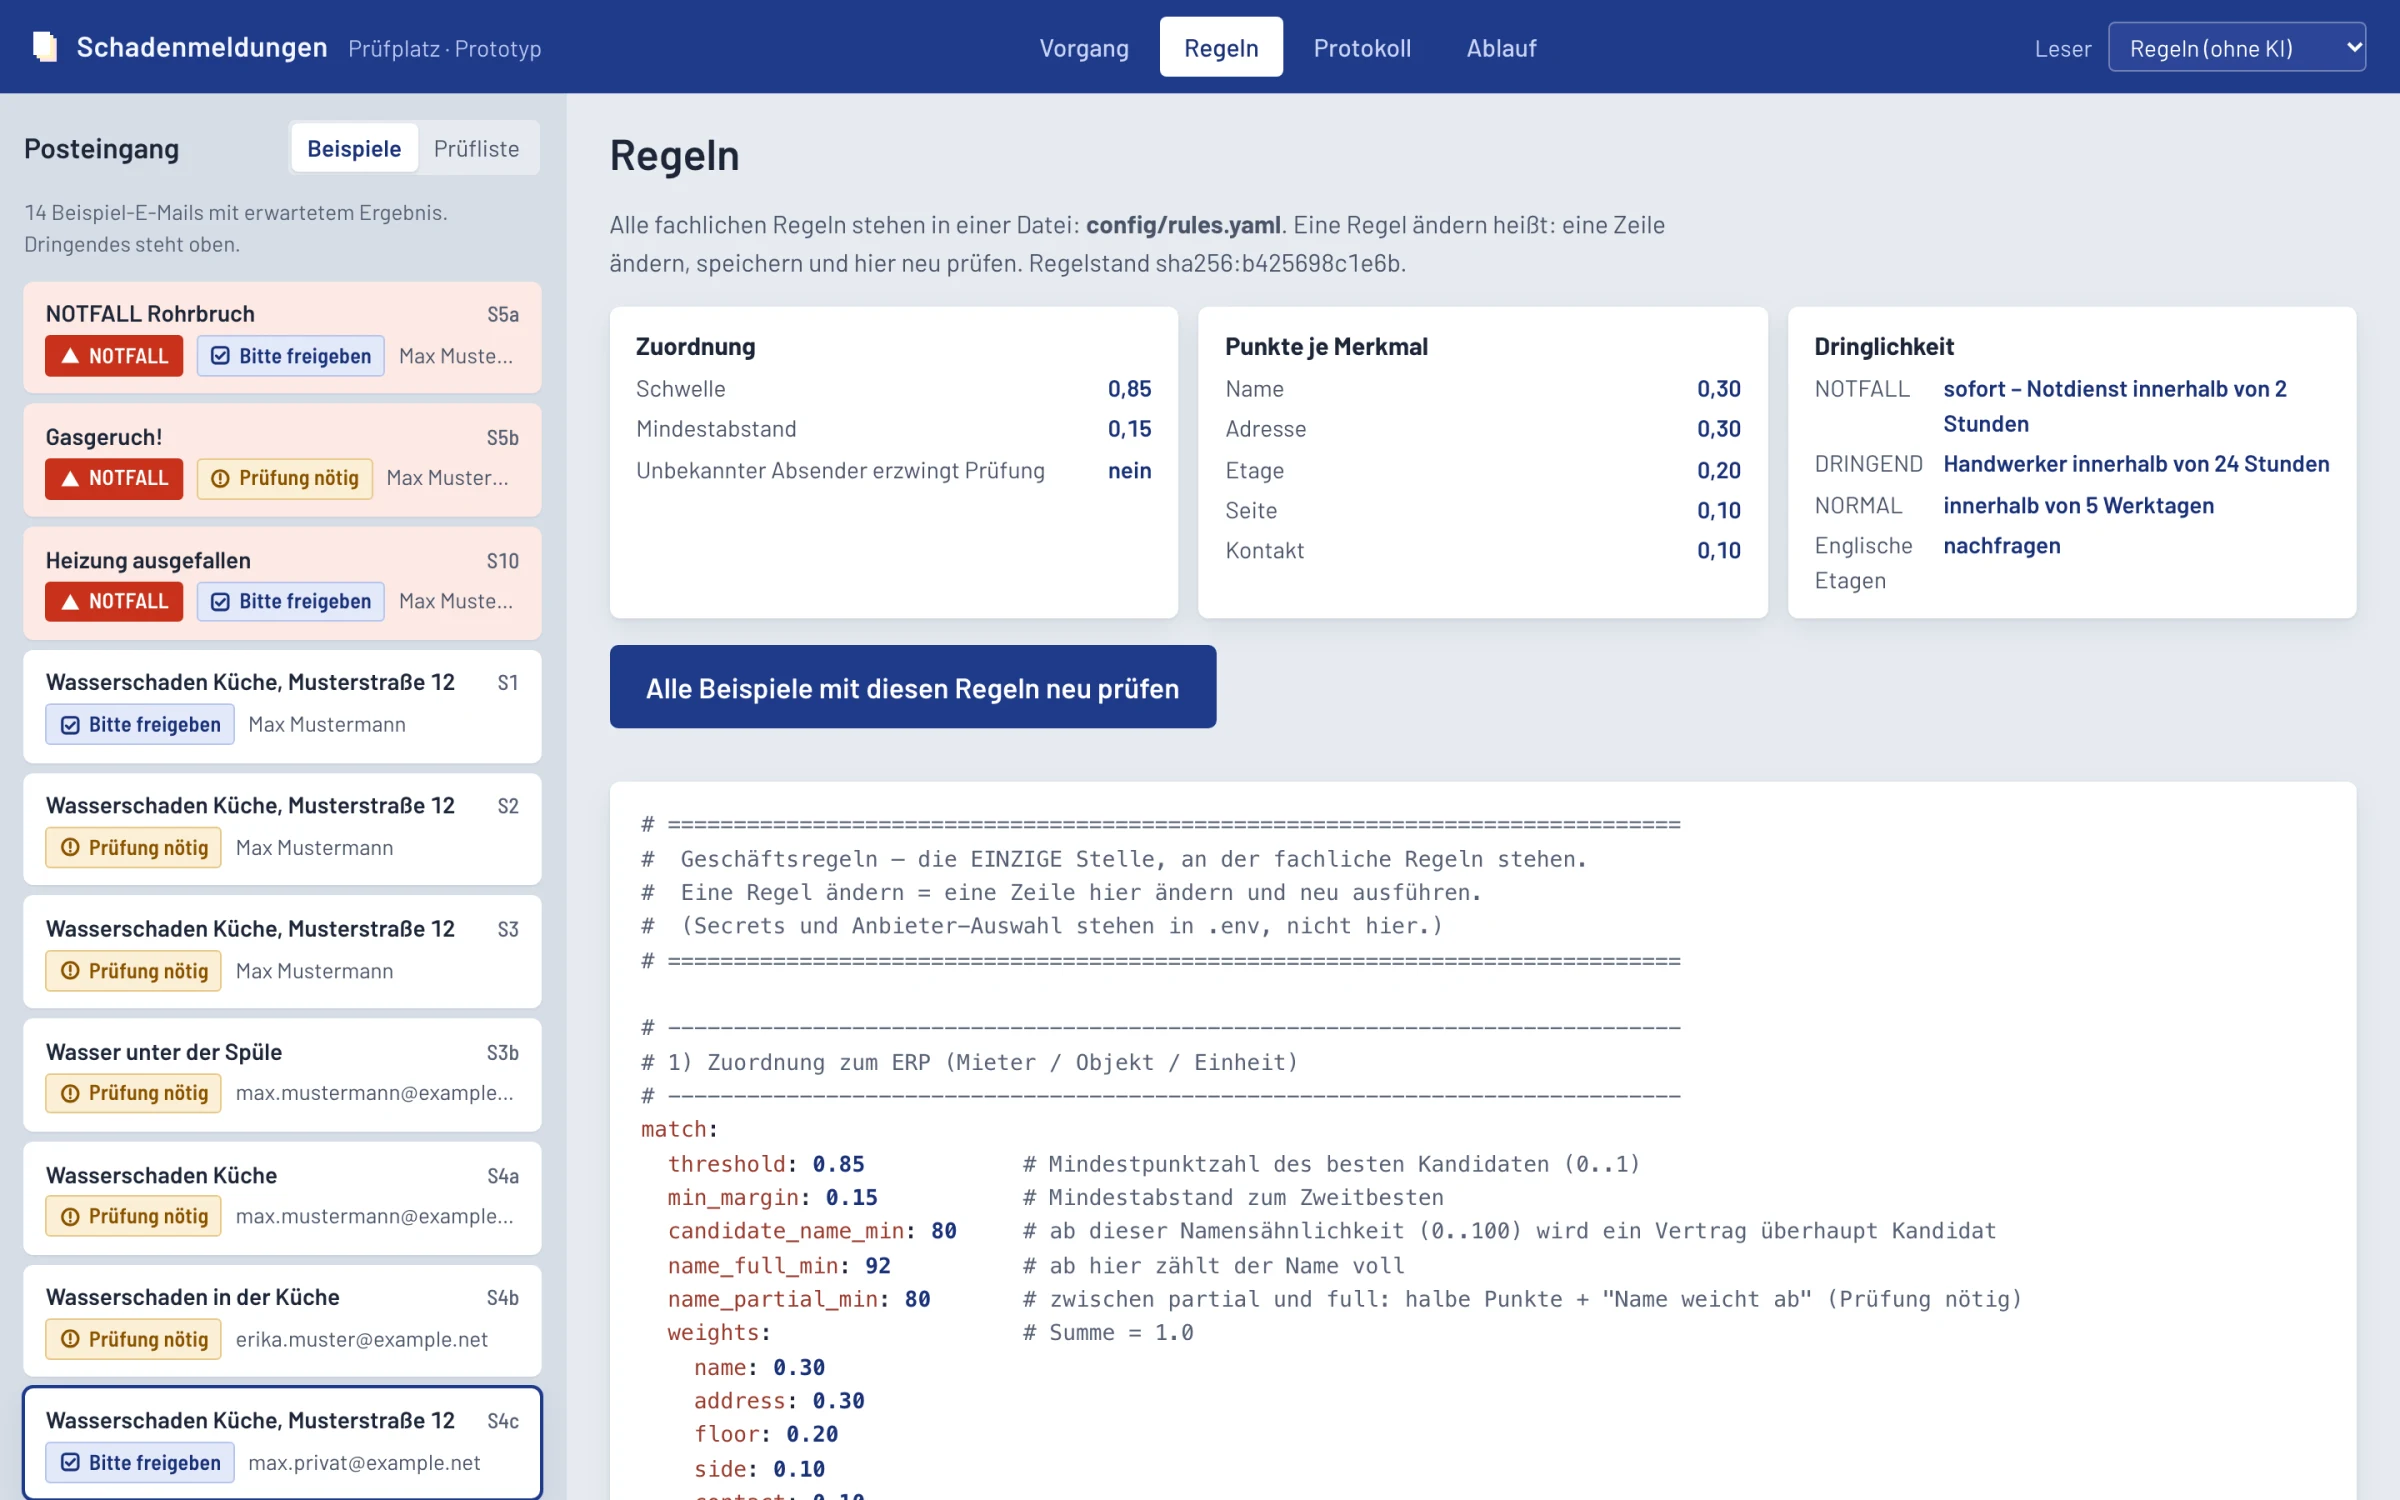 Schadenmeldungen Prüfplatz · Prototyp
Vorgang Regeln Protokoll Ablauf
Leser Regeln (ohne KI)
Posteingang Beispiele Prüfliste
14 Beispiel-E-Mails mit erwartetem Ergebnis.
Dringendes steht oben.
NOTFALL Rohrbruch S5a
NOTFALL Bitte freigeben Max Muste...
Gasgeruch! S5b
NOTFALL Prüfung nötig Max Muster...
Heizung ausgefallen S10
NOTFALL Bitte freigeben Max Muste...
Wasserschaden Küche, Musterstraße 12 S1
Bitte freigeben Max Mustermann
Wasserschaden Küche, Musterstraße 12 S2
Prüfung nötig Max Mustermann
Wasserschaden Küche, Musterstraße 12 S3
Prüfung nötig Max Mustermann
Wasser unter der Spüle S3b
Prüfung nötig max.mustermann@example...
Wasserschaden Küche S4a
Prüfung nötig max.mustermann@example...
Wasserschaden in der Küche S4b
Prüfung nötig erika.muster@example.net
Wasserschaden Küche, Musterstraße 12 S4c
Bitte freigeben max.privat@example.net
Regeln
Alle fachlichen Regeln stehen in einer Datei: config/rules.yaml. Eine Regel ändern heißt: eine Zeile
ändern, speichern und hier neu prüfen. Regelstand sha256:b425698c1e6b.
Zuordnung
Schwelle 0,85
Mindestabstand 0,15
Unbekannter Absender erzwingt Prüfung nein
Punkte je Merkmal
Name 0,30
Adresse 0,30
Etage 0,20
Seite 0,10
Kontakt 0,10
Dringlichkeit
NOTFALL sofort – Notdienst innerhalb von 2
Stunden
DRINGEND Handwerker innerhalb von 24 Stunden
NORMAL innerhalb von 5 Werktagen
Englische nachfragen
Etagen
Alle Beispiele mit diesen Regeln neu prüfen
# =============================================================================
#  Geschäftsregeln — die EINZIGE Stelle, an der fachliche Regeln stehen.
#  Eine Regel ändern = eine Zeile hier ändern und neu ausführen.
#  (Secrets und Anbieter-Auswahl stehen in .env, nicht hier.)
# =============================================================================
# -----------------------------------------------------------------------------
# 1) Zuordnung zum ERP (Mieter / Objekt / Einheit)
# -----------------------------------------------------------------------------
match:
  threshold: 0.85            # Mindestpunktzahl des besten Kandidaten (0..1)
  min_margin: 0.15           # Mindestabstand zum Zweitbesten
  candidate_name_min: 80     # ab dieser Namensähnlichkeit (0..100) wird ein Vertrag überhaupt Kandidat
  name_full_min: 92          # ab hier zählt der Name voll
  name_partial_min: 80       # zwischen partial und full: halbe Punkte + "Name weicht ab" (Prüfung nötig)
  weights:                   # Summe = 1.0
    name: 0.30
    address: 0.30
    floor: 0.20
    side: 0.10
    contact: 0.10